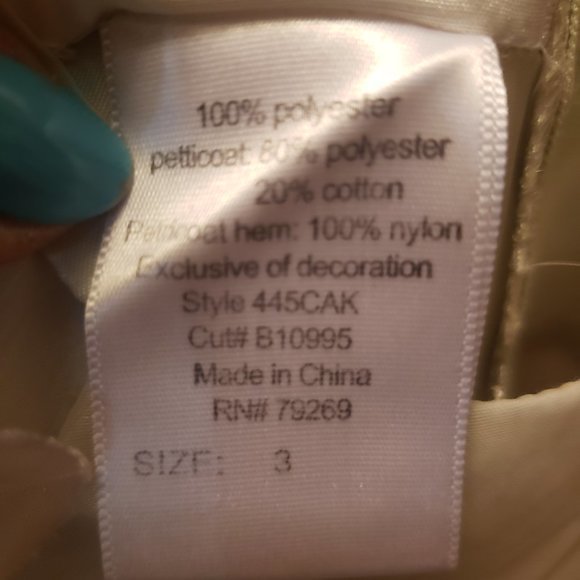 100% polyester
petticoat: 80% polyester
20% cotton
Petticoat hem: 100% nylon
Exclusive of decoration
Style 445CAK
Cut# B10995
Made in China
RN# 79269
SIZE: 3